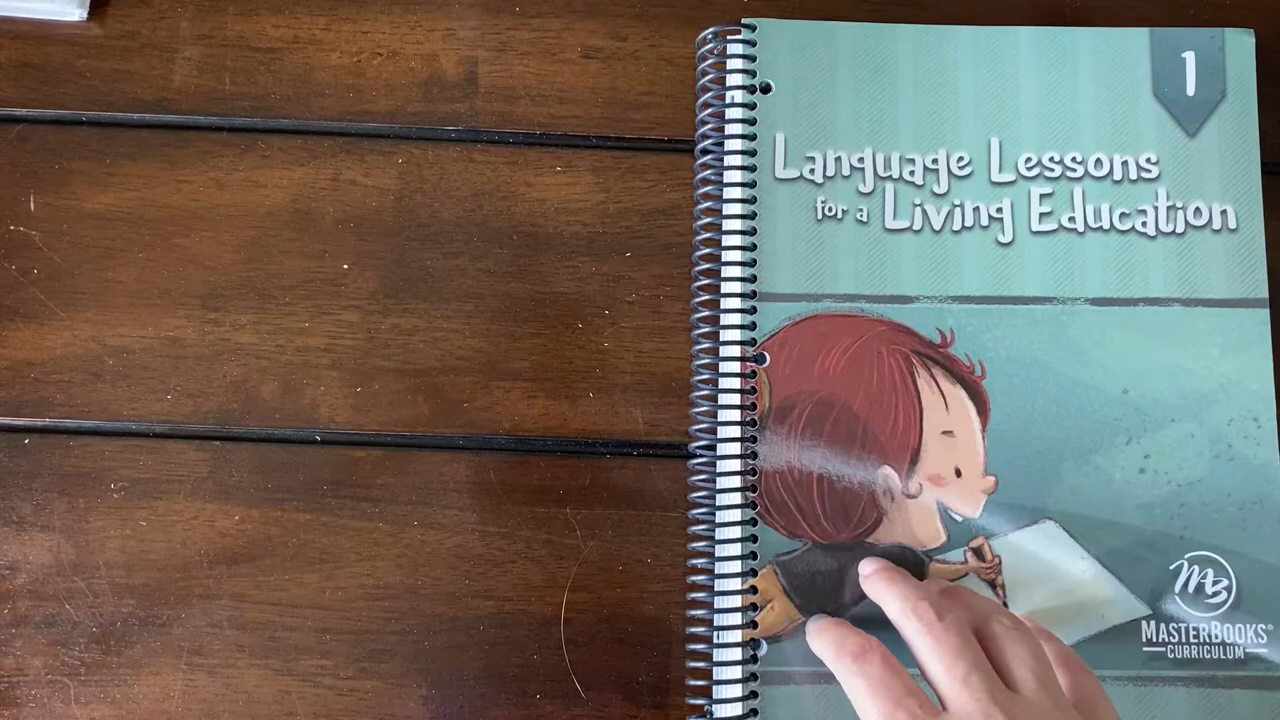 1
Language Lessons
for a Living Education
MB
MASTERBOOKS®
CURRICULUM